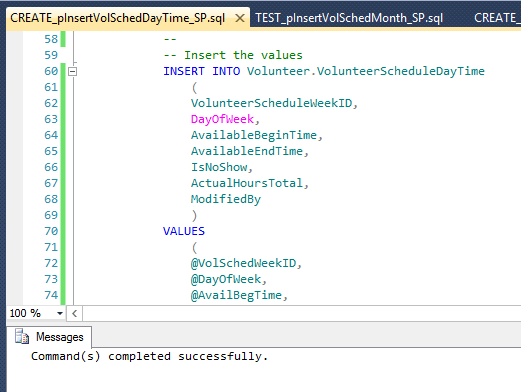 CREATE_pInsertVolSchedDayTime_SP.sql × TEST_pInsertVolSchedMonth_SP.sql CREATE_
58 --
59 -- Insert the values
60 INSERT INTO Volunteer.VolunteerScheduleDayTime
61 (
62 VolunteerScheduleWeekID,
63 DayOfWeek,
64 AvailableBeginTime,
65 AvailableEndTime,
66 IsNoShow,
67 ActualHoursTotal,
68 ModifiedBy
69 )
70 VALUES
71 (
72 @VolSchedWeekID,
73 @DayOfWeek,
74 @AvailBegTime,
100 %
Messages
Command(s) completed successfully.